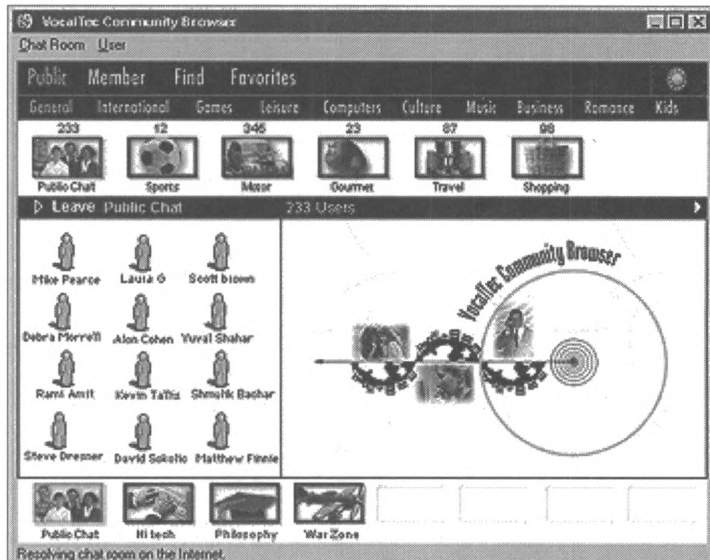 VocalTec Community Browser
Chat Room User
Public Member Find Favorites
General International Games Leisure Computers Culture Music Business Romance Kids
233 12 345 23 87 98
Public Chat Sports Motor Gourmet Travel Shopping
Leave Public Chat 233 Users
VocalTec Community Browser
Mike Pearce Laura G Scott brown
Debra Morrell Alon Cohen Yuval Shahar
Rami Amit Kevin Shmulik Bachar
Steve Dresner David Matthew Finnie
Public Chat Hi tech Philosophy War Zone
Resolving chat room on the Internet.